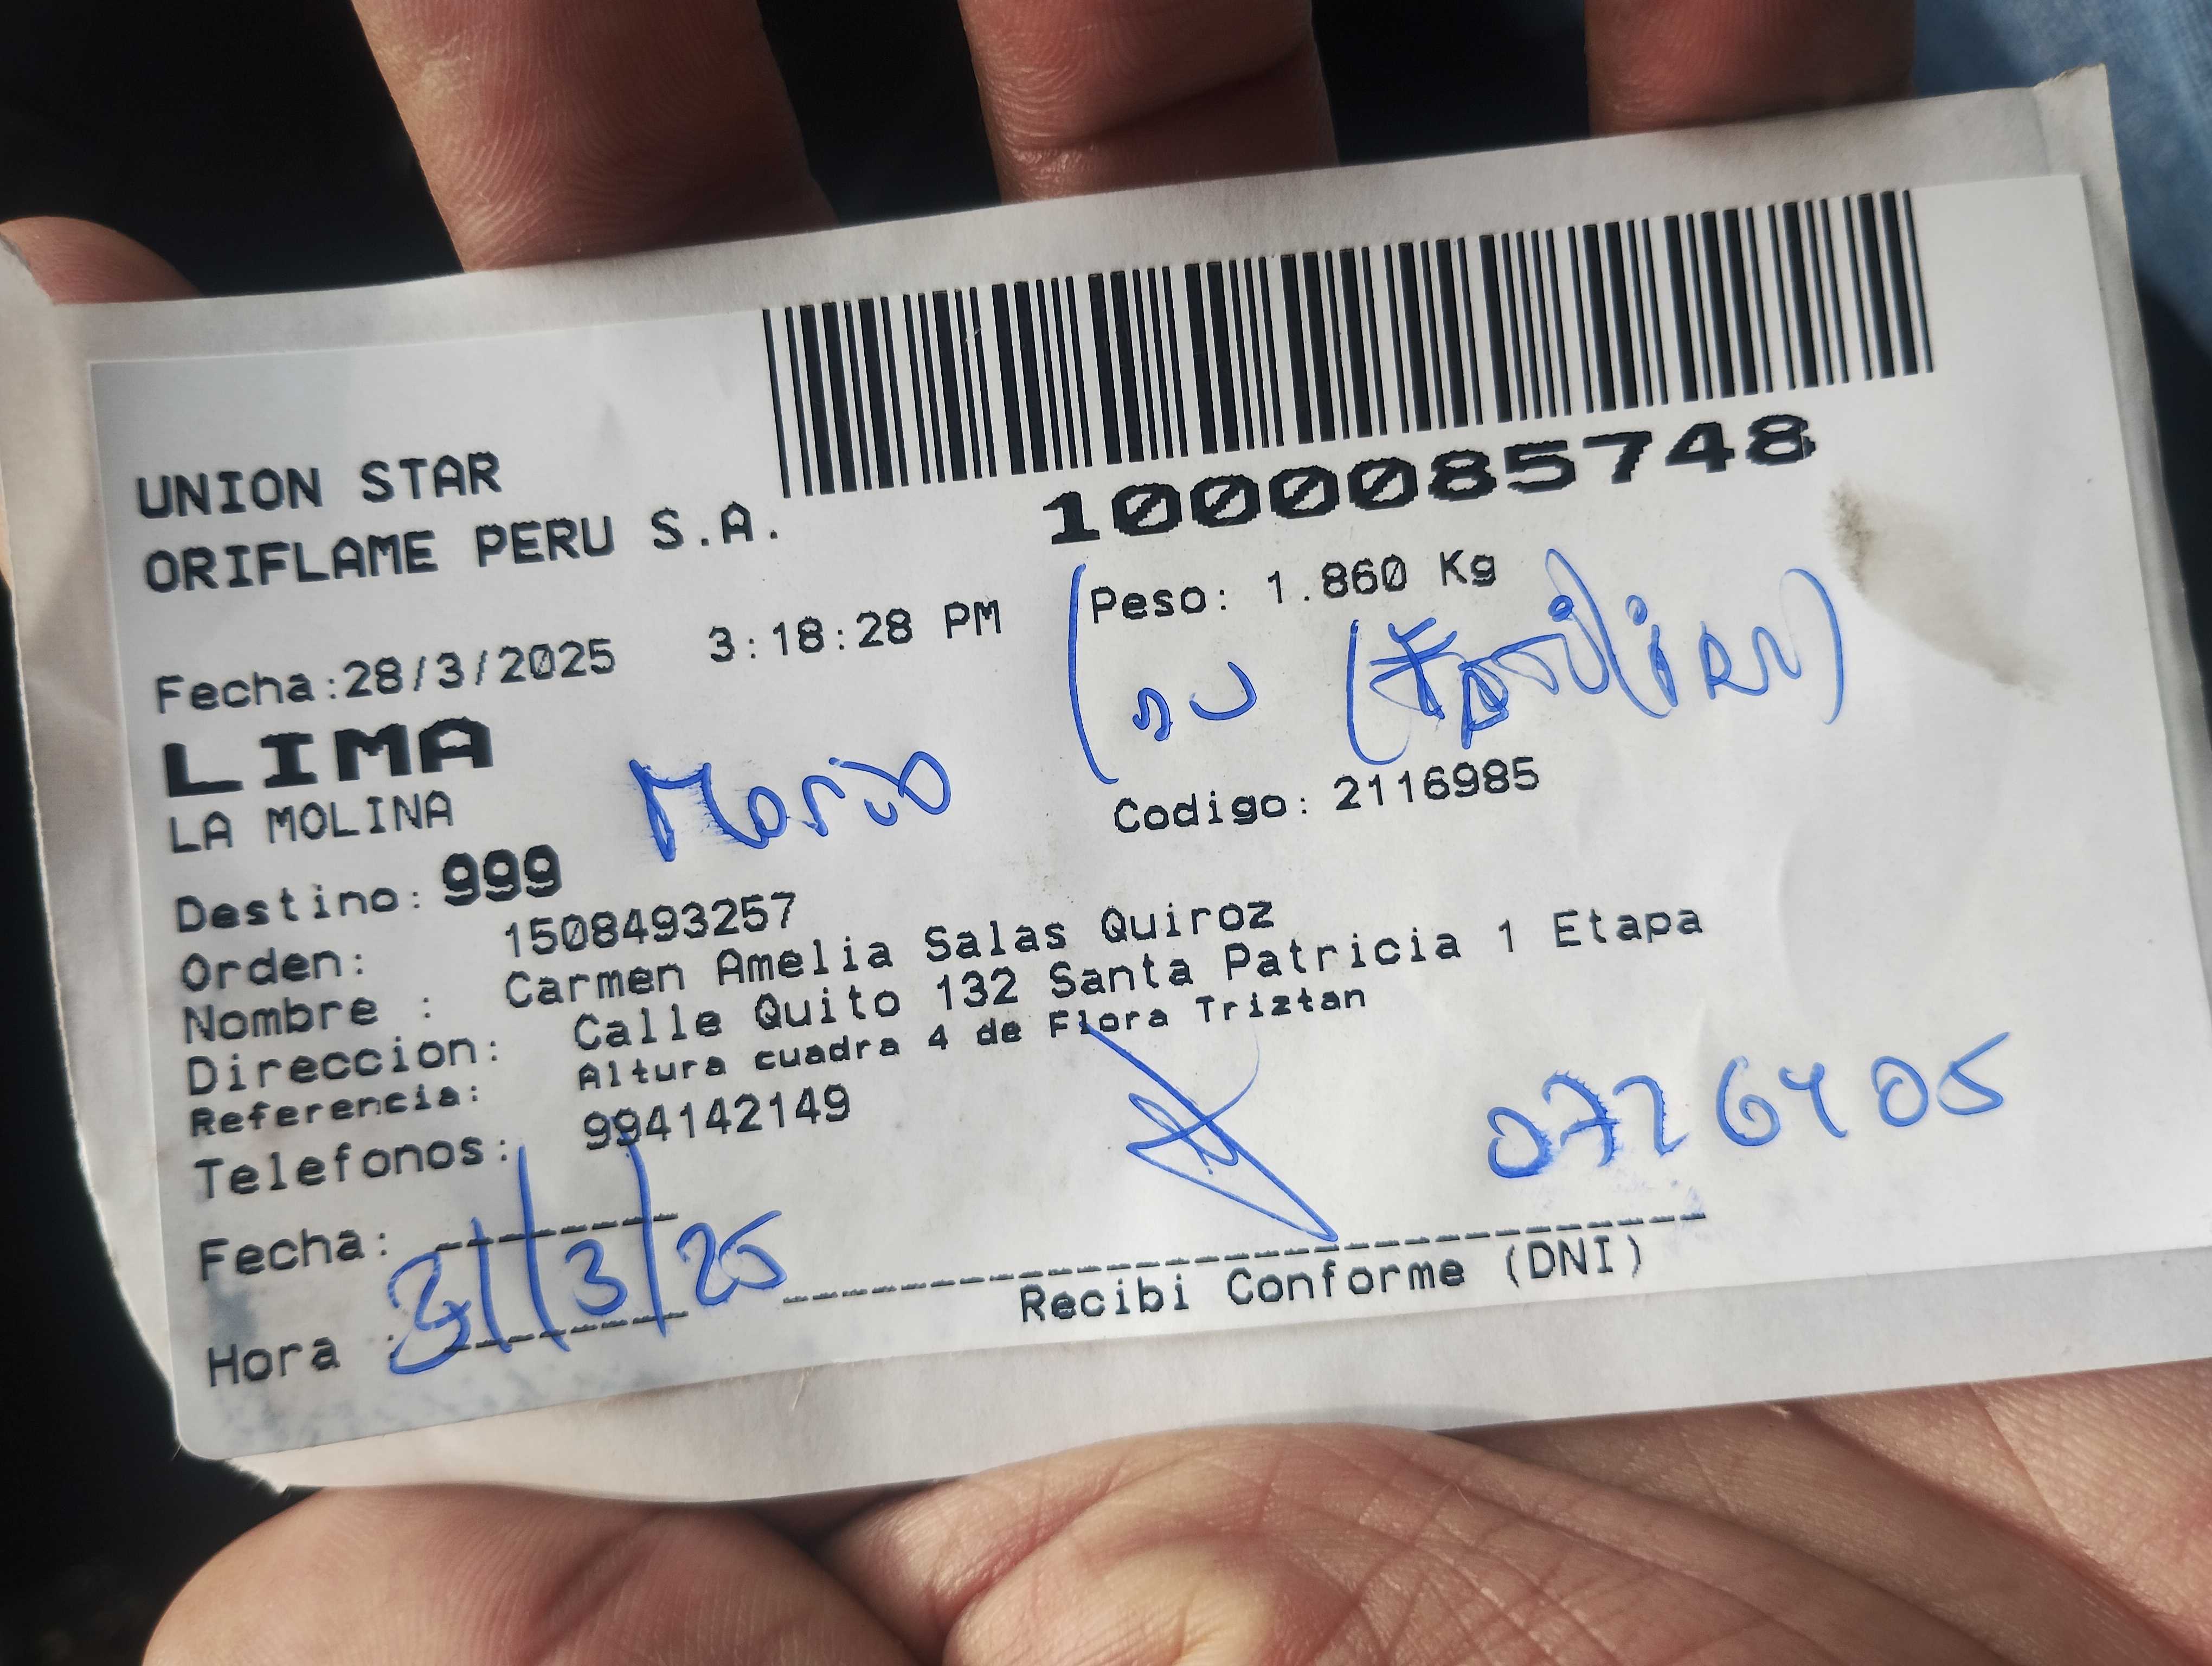 UNION STAR
ORIFLAME PERU S.A.
1000085748
Fecha:28/3/2025 3:18:28 PM
Peso: 1.860 Kg
LIMA
LA MOLINA
Mario
Codigo: 2116985
Destino: 999
Orden: 1508493257
Nombre : Carmen Amelia Salas Quiroz
Direccion: Calle Quito 132 Santa Patricia 1 Etapa
Referencia: Altura cuadra 4 de Flora Triztan
Telefonos: 994142149
Fecha:
31/3/25
Hora
Recibi Conforme (DNI)